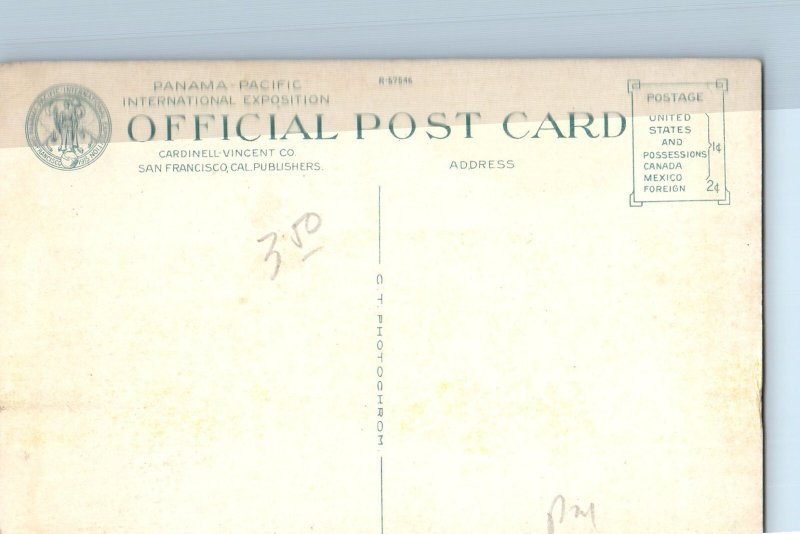 PANAMA-PACIFIC
INTERNATIONAL EXPOSITION
R-57546
OFFICIAL POST CARD
CARDINELL-VINCENT CO.
SAN FRANCISCO, CAL. PUBLISHERS.
ADDRESS
POSTAGE
UNITED
STATES
AND
POSSESSIONS
CANADA
MEXICO
1¢
FOREIGN 2¢
3.50
C. T. PHOTOCHROM.